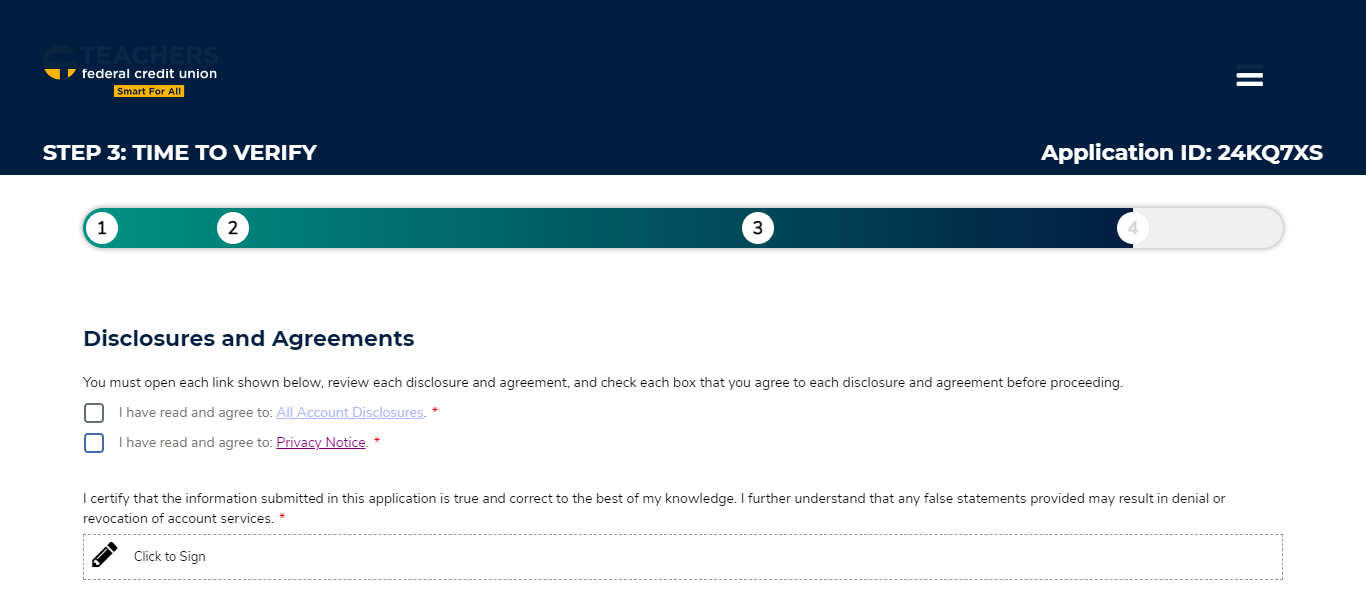 TEACHERS
federal credit union
Smart For All
STEP 3: TIME TO VERIFY
Application ID: 24KQ7XS
1
2
3
4
Disclosures and Agreements
You must open each link shown below, review each disclosure and agreement, and check each box that you agree to each disclosure and agreement before proceeding.
I have read and agree to: All Account Disclosures. *
I have read and agree to: Privacy Notice. *
I certify that the information submitted in this application is true and correct to the best of my knowledge. I further understand that any false statements provided may result in denial or
revocation of account services. *
Click to Sign